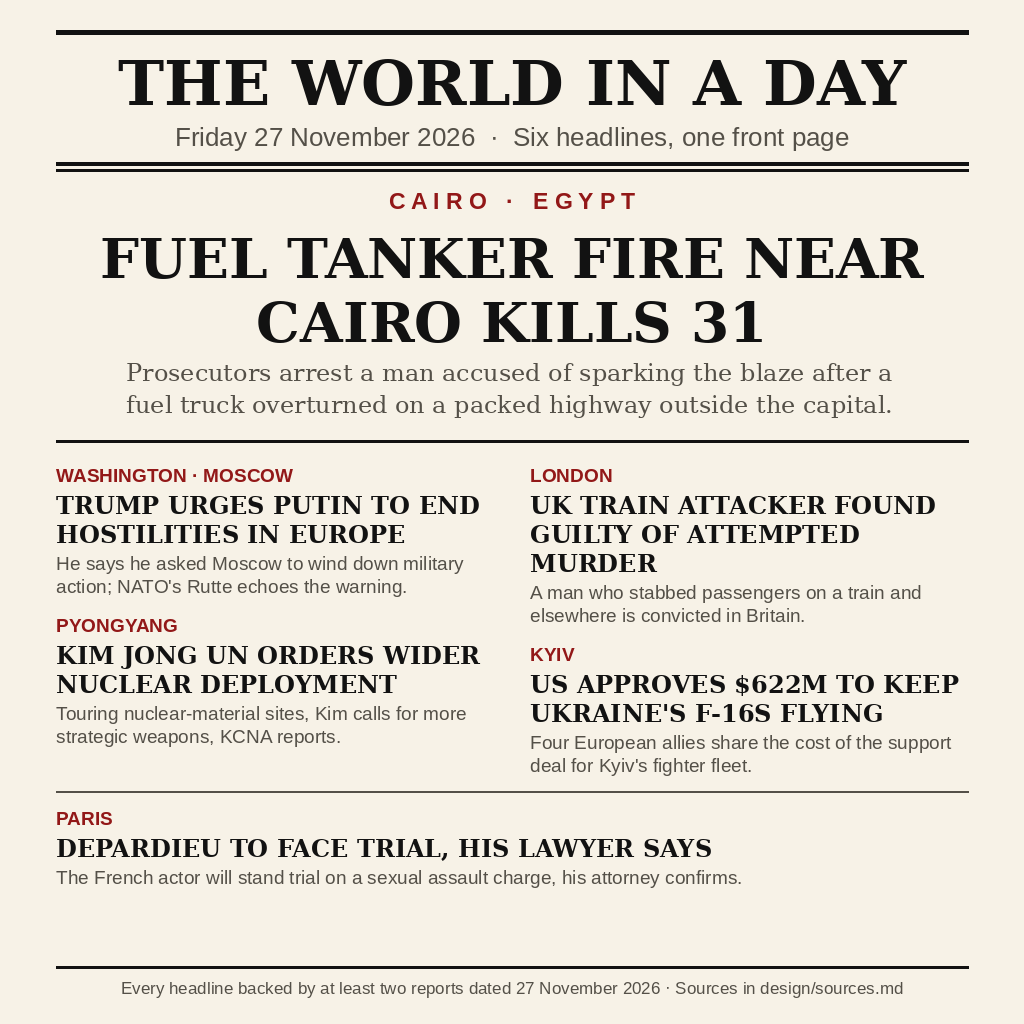 THE WORLD IN A DAY
Friday 27 November 2026 · Six headlines, one front page
CAIRO · EGYPT
FUEL TANKER FIRE NEAR
CAIRO KILLS 31
Prosecutors arrest a man accused of sparking the blaze after a
fuel truck overturned on a packed highway outside the capital.
WASHINGTON · MOSCOW
TRUMP URGES PUTIN TO END
HOSTILITIES IN EUROPE
He says he asked Moscow to wind down military
action; NATO's Rutte echoes the warning.
PYONGYANG
KIM JONG UN ORDERS WIDER
NUCLEAR DEPLOYMENT
Touring nuclear-material sites, Kim calls for more
strategic weapons, KCNA reports.
LONDON
UK TRAIN ATTACKER FOUND
GUILTY OF ATTEMPTED
MURDER
A man who stabbed passengers on a train and
elsewhere is convicted in Britain.
KYIV
US APPROVES $622M TO KEEP
UKRAINE'S F-16S FLYING
Four European allies share the cost of the support
deal for Kyiv's fighter fleet.
PARIS
DEPARDIEU TO FACE TRIAL, HIS LAWYER SAYS
The French actor will stand trial on a sexual assault charge, his attorney confirms.
Every headline backed by at least two reports dated 27 November 2026 · Sources in design/sources.md